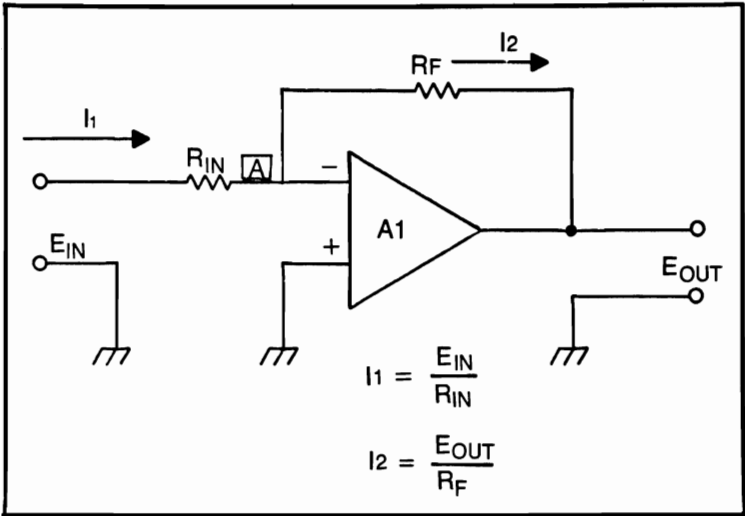 I2
RF
I1
RIN
A
−
+
A1
EIN
EOUT
I1 = EIN / RIN
I2 = EOUT / RF